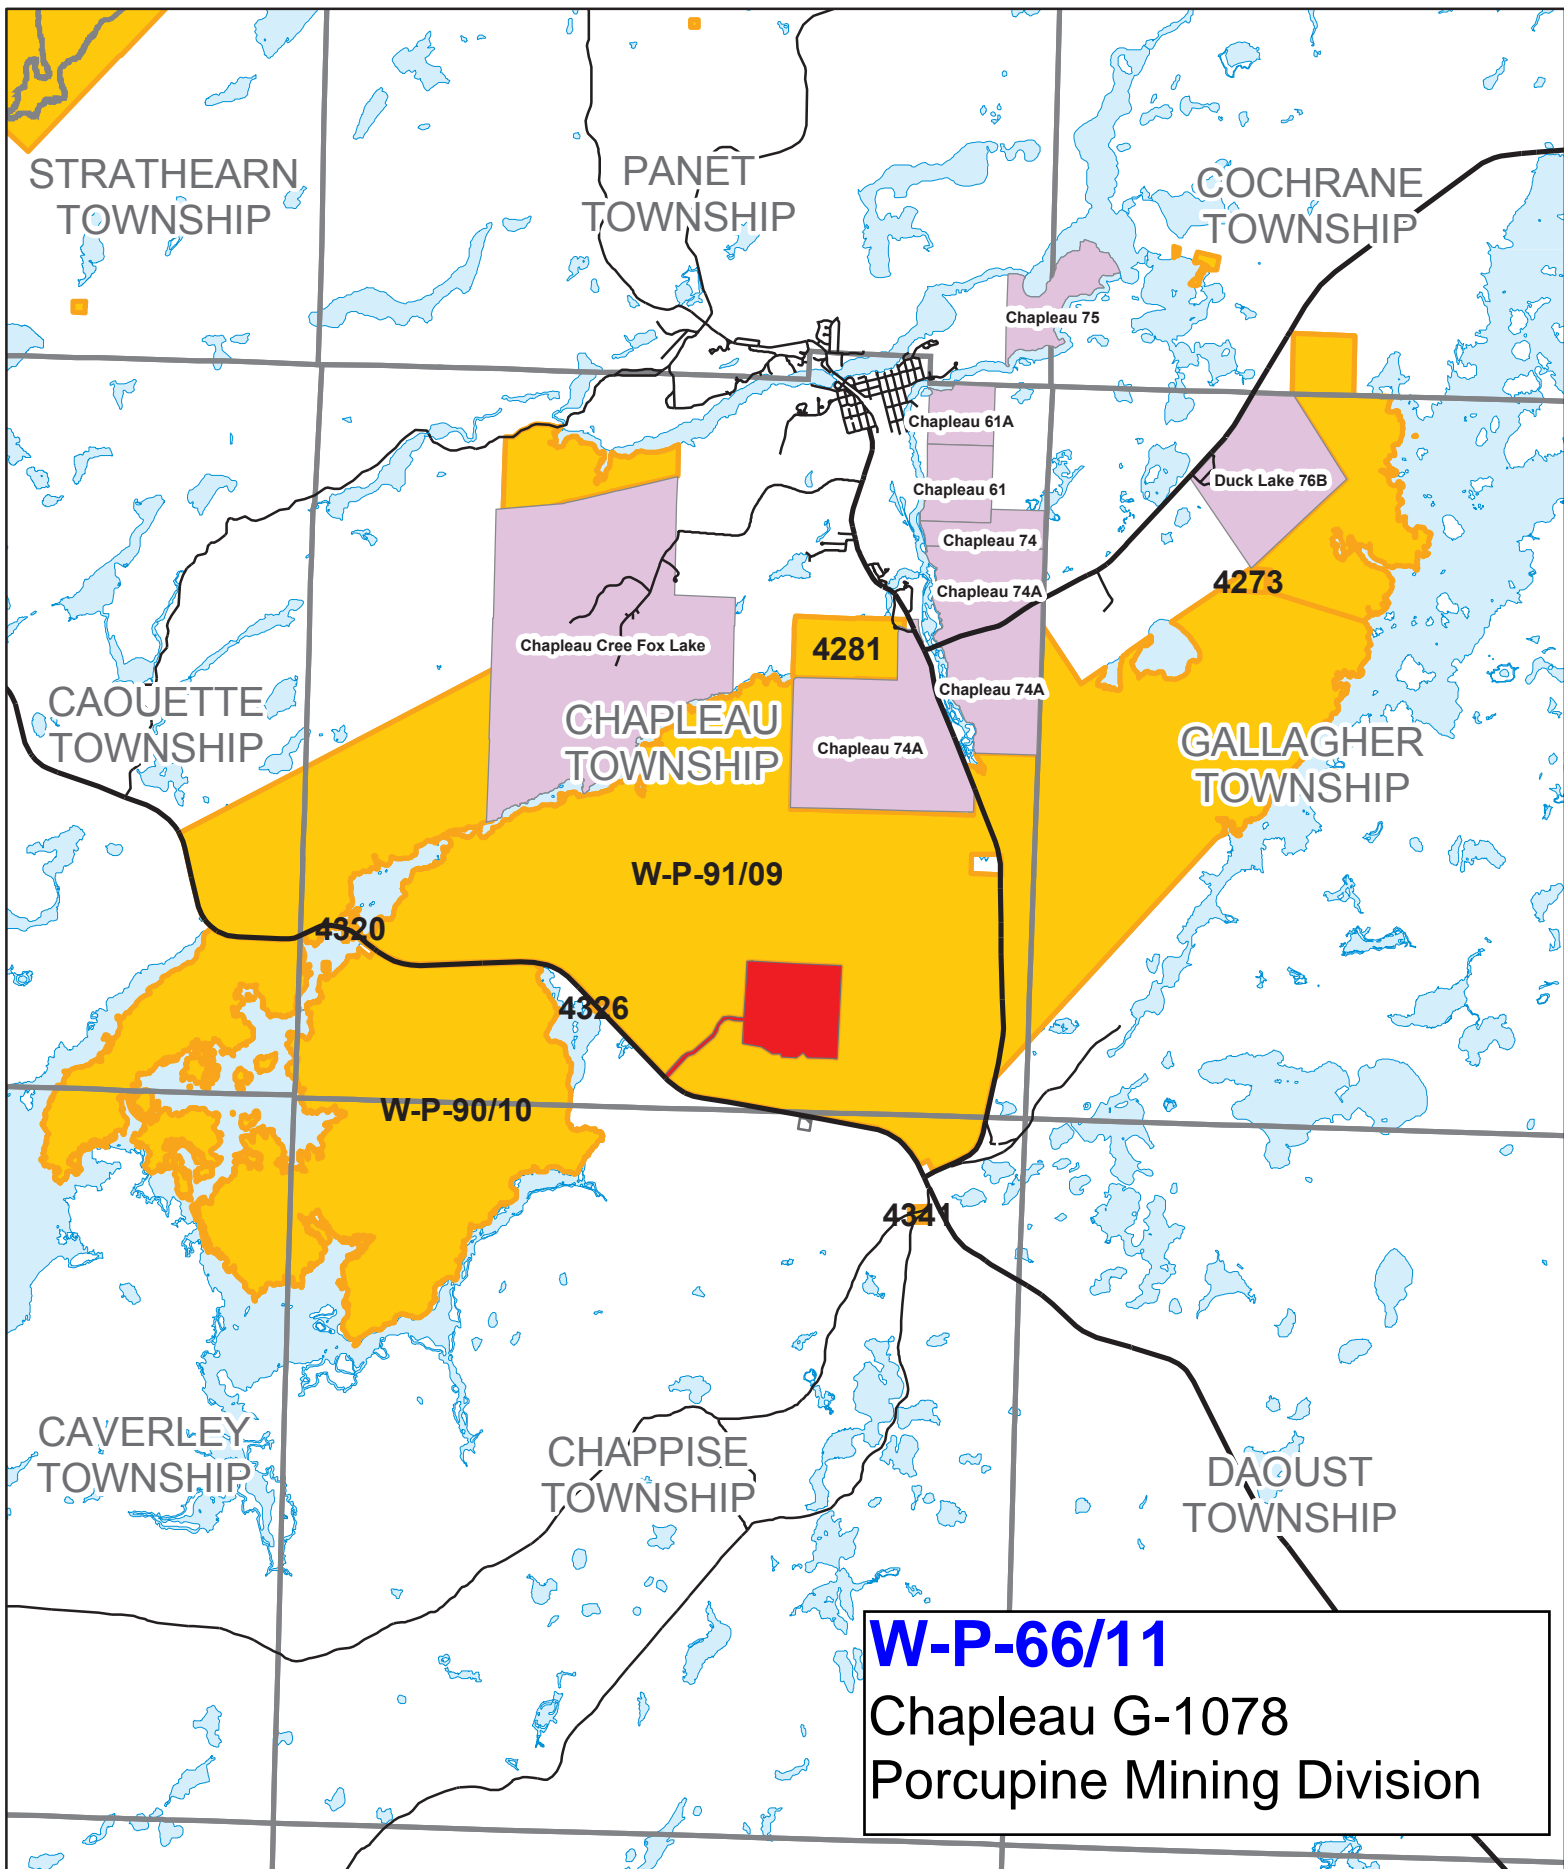 STRATHEARN
TOWNSHIP
PANET
TOWNSHIP
COCHRANE
TOWNSHIP
Chapleau 75
Chapleau 61A
Chapleau 61
Duck Lake 76B
Chapleau 74
4273
Chapleau 74A
Chapleau Cree Fox Lake
4281
Chapleau 74A
CAOUETTE
TOWNSHIP
CHAPLEAU
TOWNSHIP
Chapleau 74A
GALLAGHER
TOWNSHIP
W-P-91/09
4320
4326
W-P-90/10
4341
CAVERLEY
TOWNSHIP
CHAPPISE
TOWNSHIP
DAOUST
TOWNSHIP
W-P-66/11
Chapleau G-1078
Porcupine Mining Division